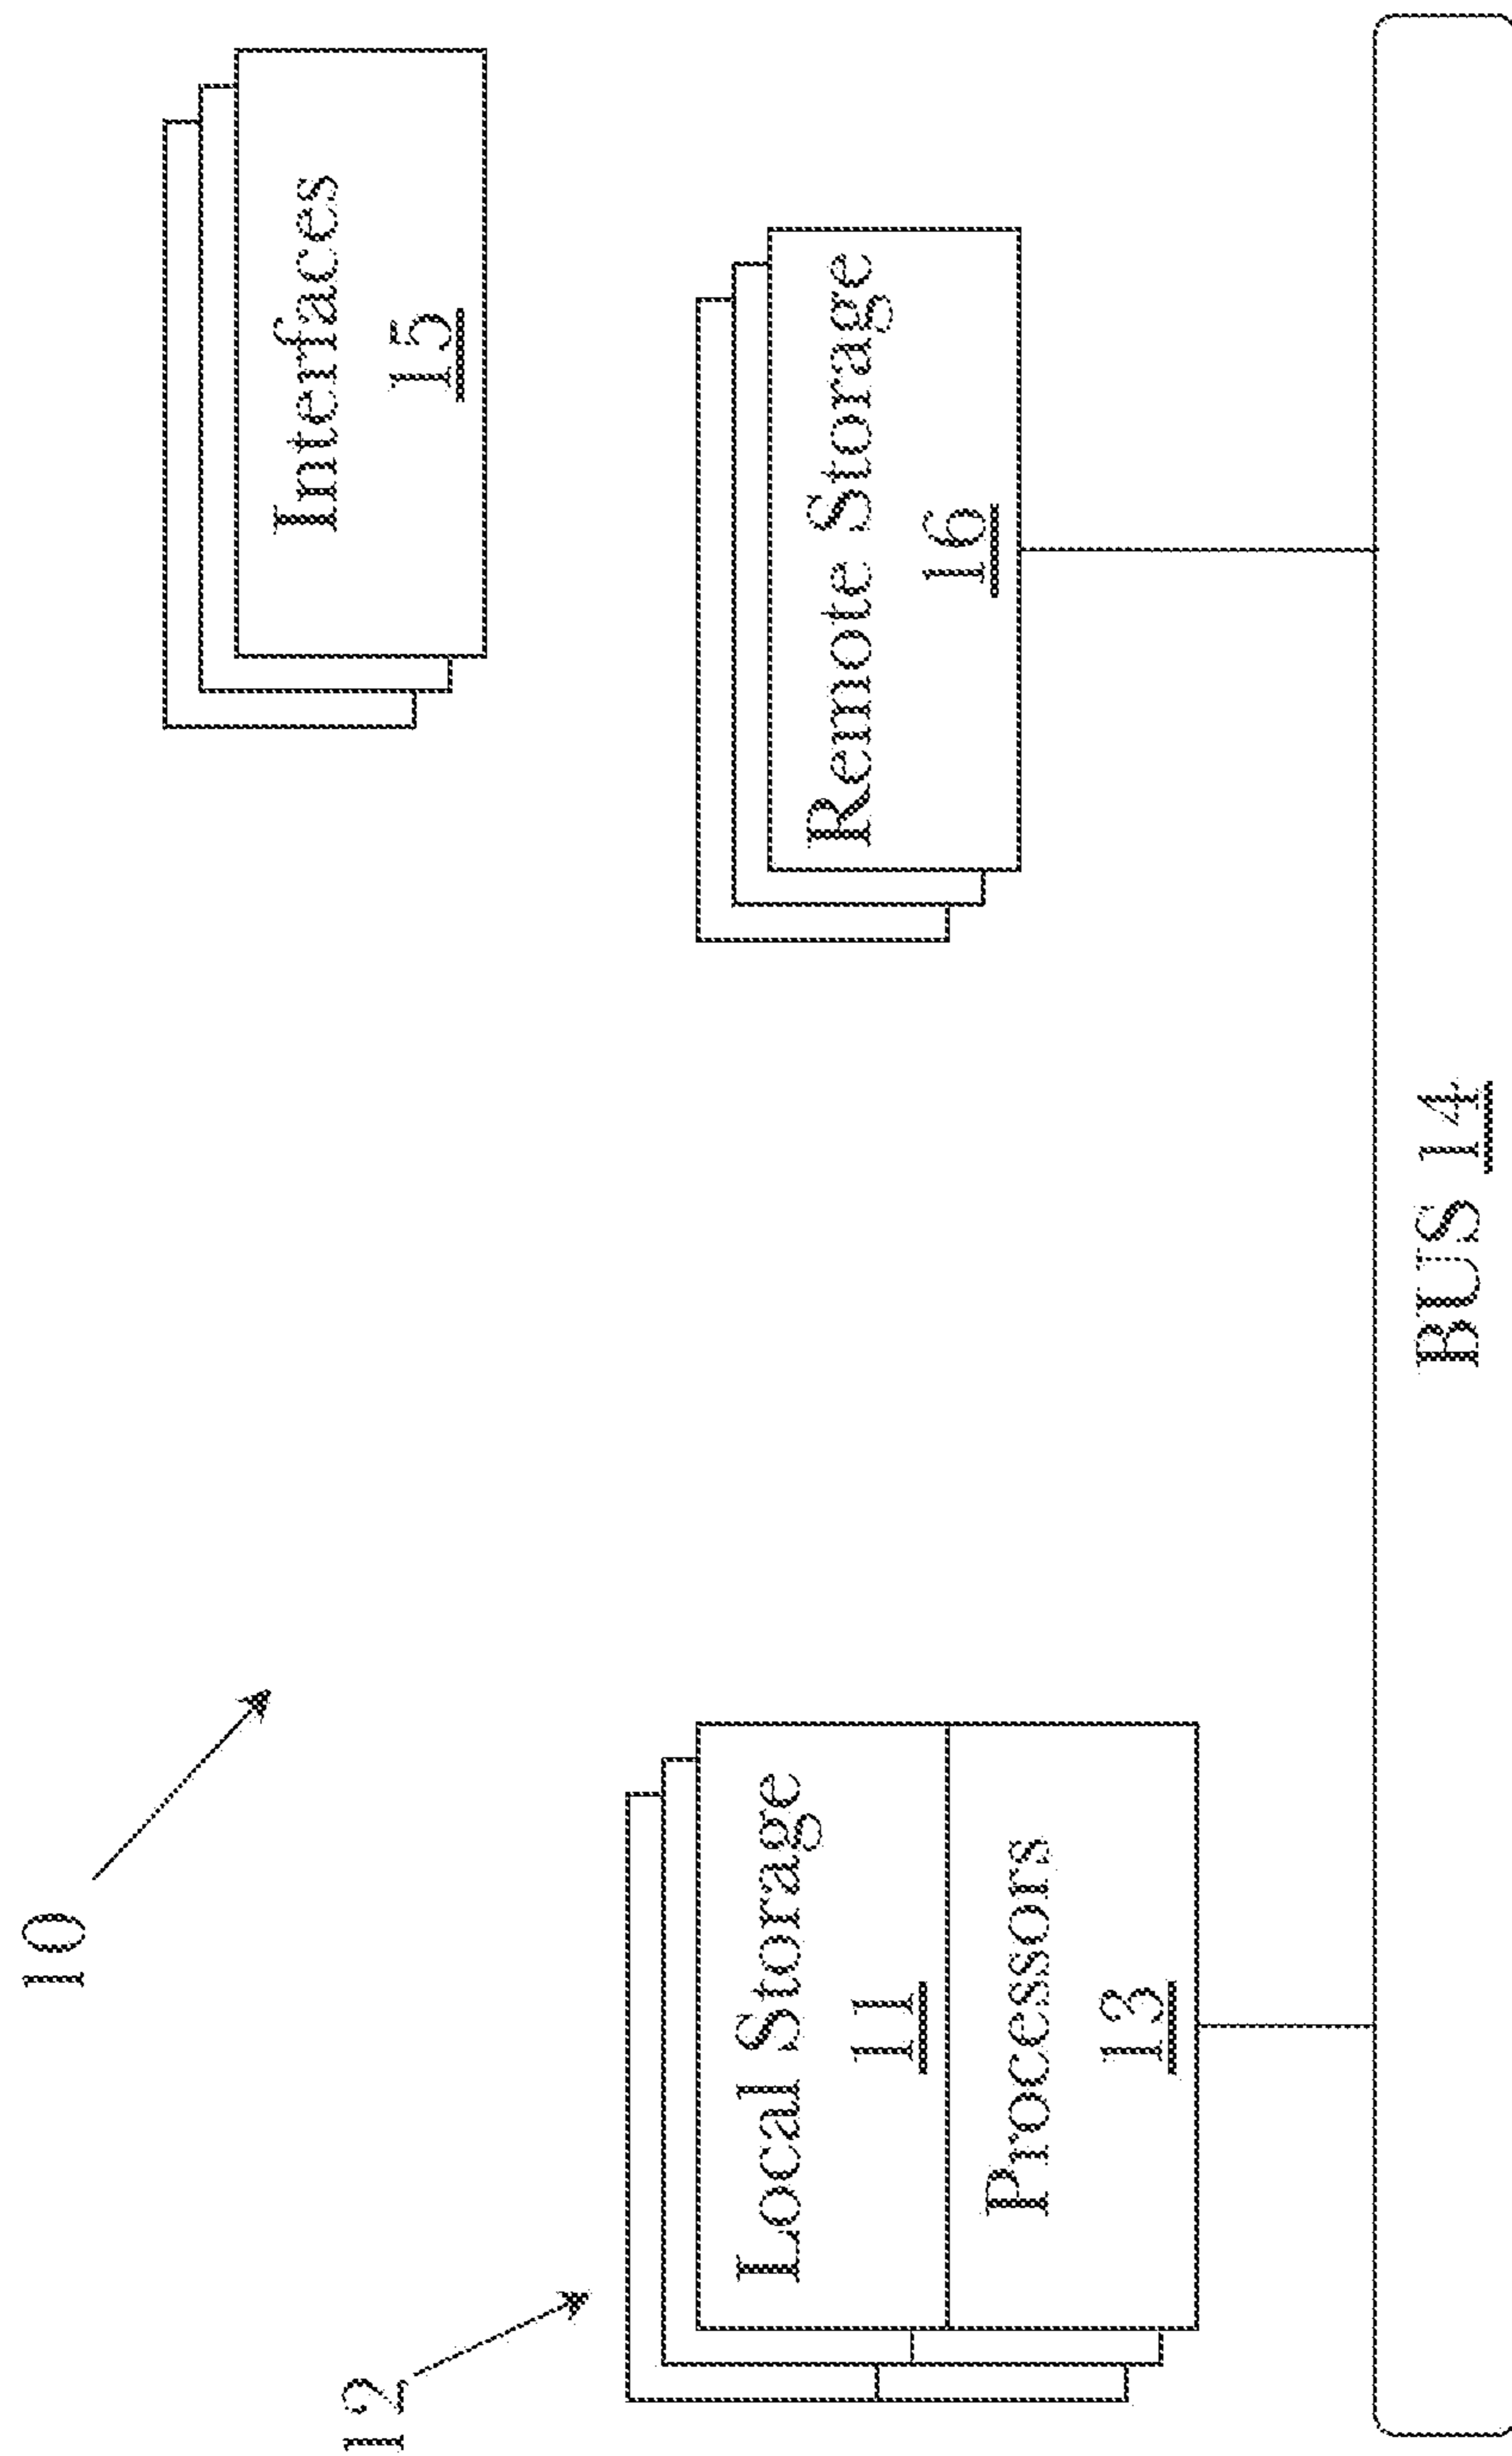 10
12
Interfaces
15
Local Storage
11
Remote Storage
16
Processors
13
BUS 14